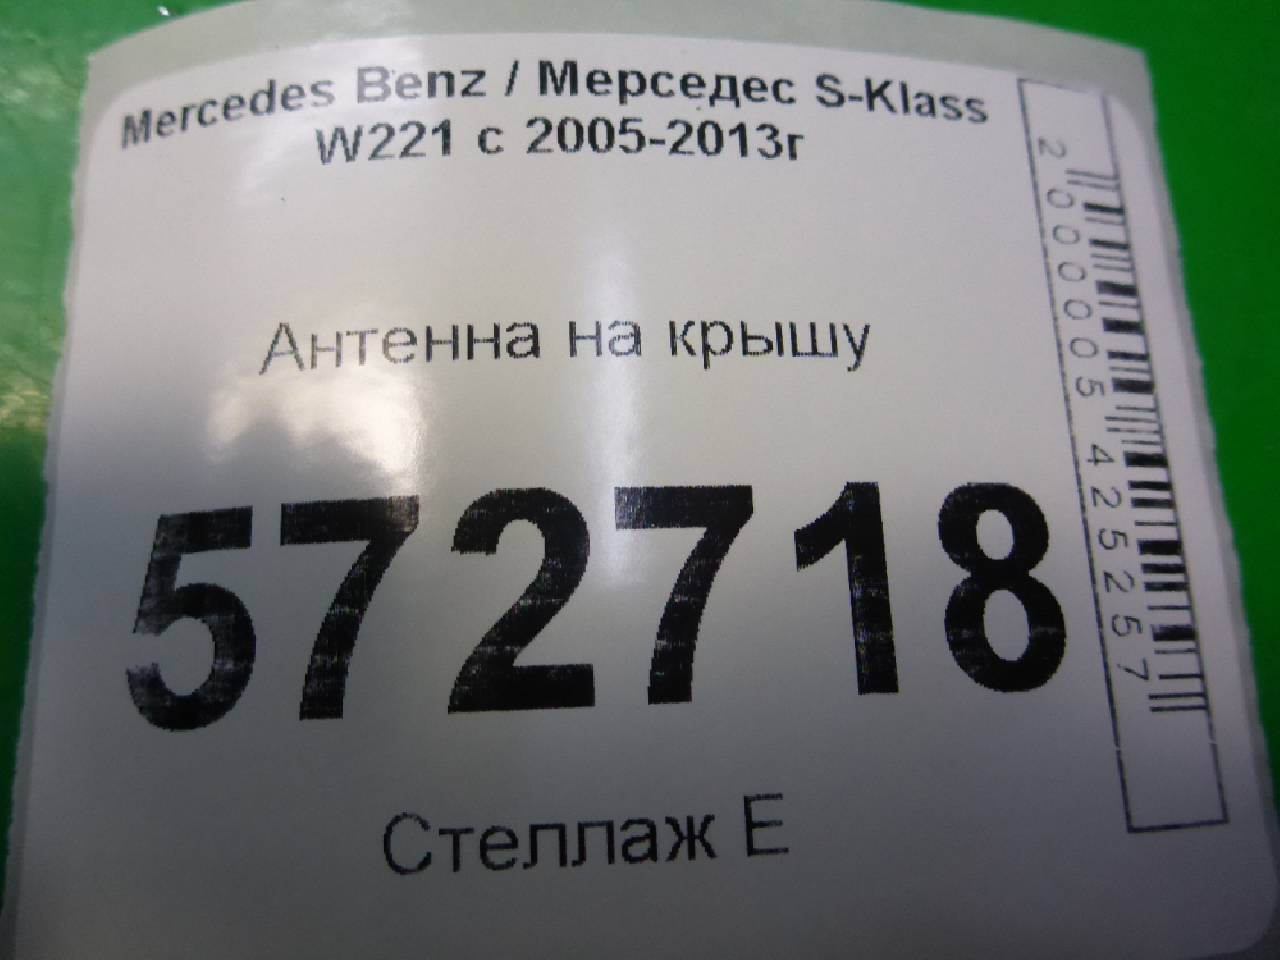 Mercedes Benz / Мерседес S-Klass
W221 с 2005-2013г
Антенна на крышу
572718
Стеллаж Е
2000005425257